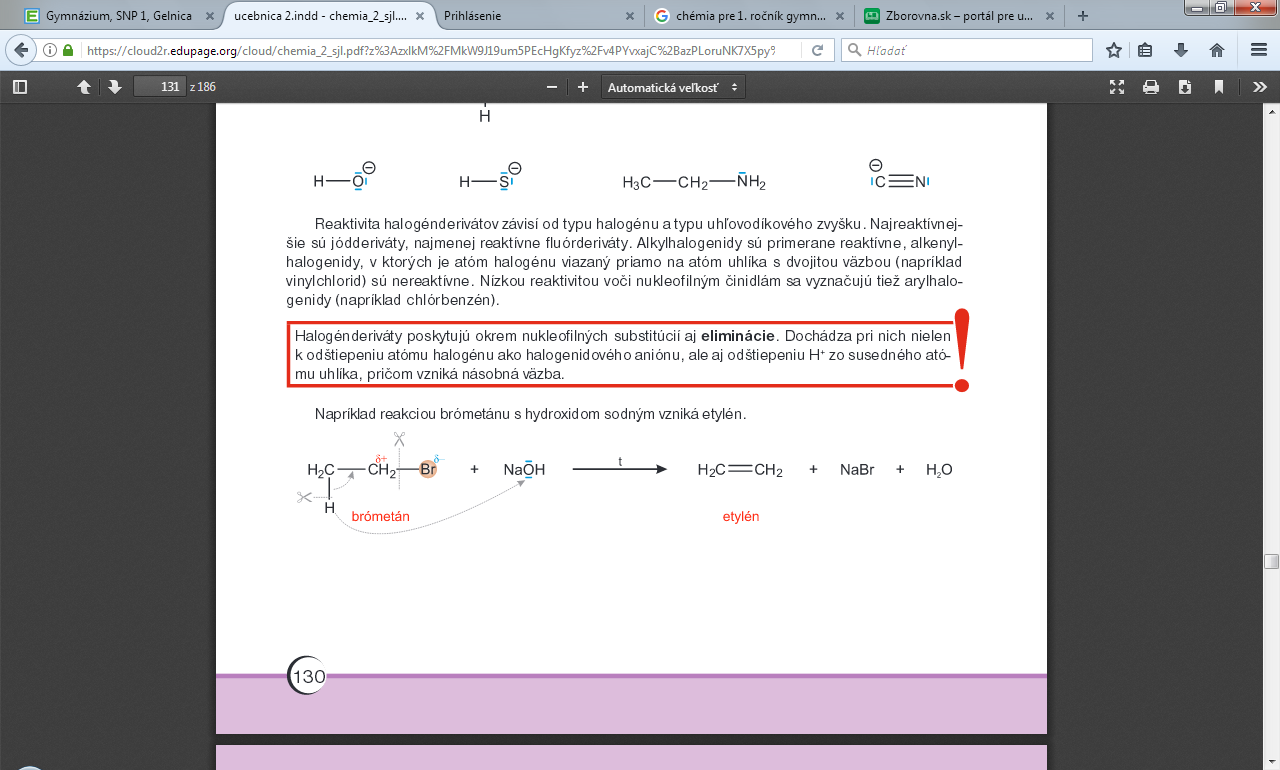 Gymnázium, SNP 1, Gelnica
ucebnica 2.indd - chemia_2_sjl....
Prihlásenie
chémia pre 1. ročník gymn...
Zborovna.sk – portál pre u...
https://cloud2r.edupage.org/cloud/chemia_2_sjl.pdf?z%3AzxIkM%2FMkW9J19um5PEcHgKfyz%2Fv4PYvxajC%2BazPLoruNK7X5py%
Hľadať
131 z 186
Automatická veľkosť
H
H—O⊖
H—S⊖
H3C—CH2—NH2
⊖C≡N
Reaktivita halogénderivátov závisí od typu halogénu a typu uhľovodíkového zvyšku. Najreaktívnej-
šie sú jódderiváty, najmenej reaktívne fluórderiváty. Alkylhalogenidy sú primerane reaktívne, alkenyl-
halogenidy, v ktorých je atóm halogénu viazaný priamo na atóm uhlíka s dvojitou väzbou (napríklad
vinylchlorid) sú nereaktívne. Nízkou reaktivitou voči nukleofilným činidlám sa vyznačujú tiež arylhalo-
genidy (napríklad chlórbenzén).
Halogénderiváty poskytujú okrem nukleofilných substitúcií aj eliminácie. Dochádza pri nich nielen
k odštiepeniu atómu halogénu ako halogenidového aniónu, ale aj odštiepeniu H⁺ zo susedného ató-
mu uhlíka, pričom vzniká násobná väzba.
!
Napríklad reakciou brómetánu s hydroxidom sodným vzniká etylén.
δ+ δ–
H2C—CH2—Br + NaOH t H2C=CH2 + NaBr + H2O
H
brómetán etylén
130